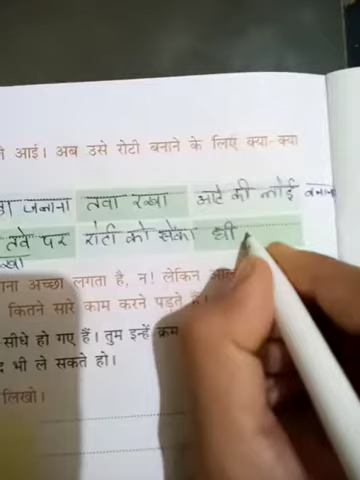 आई। अब उसे रोटी बनाने के लिए क्या-क्या
जलाना तवा रखा आटे की लोई बनाना
तवे पर रोटी को सेंका घी
खा
ना अच्छा लगता है, न! लेकिन
कितने सारे काम करने पड़ते हैं।
सीधे हो गए हैं। तुम इन्हें क्रम
भी ले सकते हो।
लिखो।